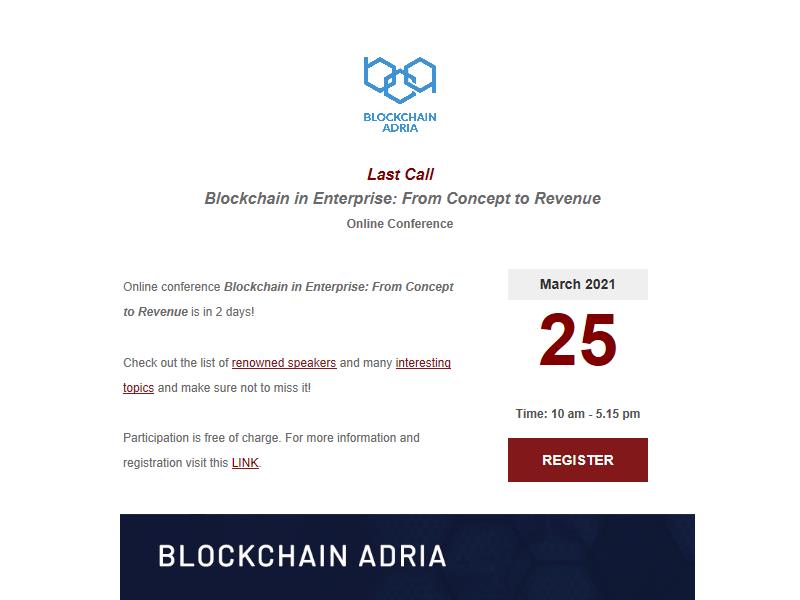 BLOCKCHAIN
ADRIA
Last Call
Blockchain in Enterprise: From Concept to Revenue
Online Conference
Online conference Blockchain in Enterprise: From Concept
to Revenue is in 2 days!
Check out the list of renowned speakers and many interesting
topics and make sure not to miss it!
Participation is free of charge. For more information and
registration visit this LINK.
March 2021
25
Time: 10 am - 5.15 pm
REGISTER
BLOCKCHAIN ADRIA